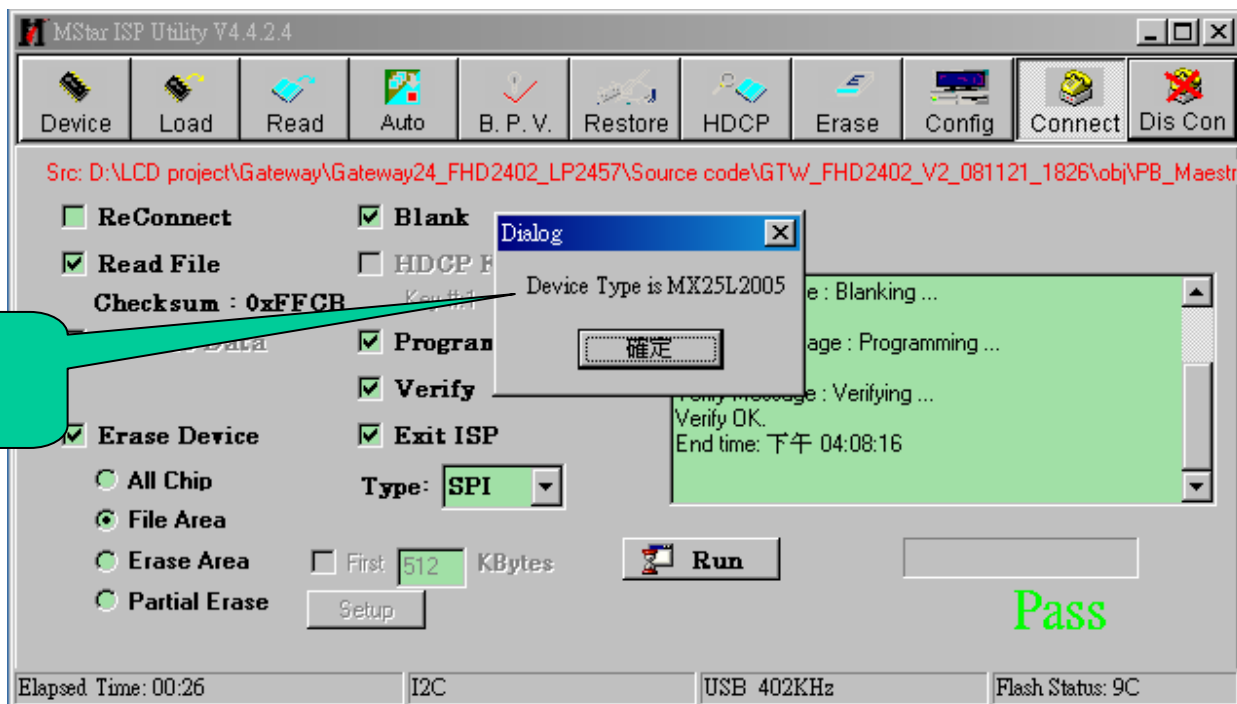 MStar ISP Utility V4.4.2.4
Device Load Read Auto B. P. V. Restore HDCP Erase Config Connect Dis Con
Src: D:\LCD project\Gateway\Gateway24_FHD2402_LP2457\Source code\GTW_FHD2402_V2_081121_1826\obj\PB_Maestr
ReConnect
Blank
Read File
HDCP
Checksum : 0xFFCB
Program
Verify
Erase Device
Exit ISP
All Chip
Type: SPI
File Area
Erase Area
First 512 KBytes
Partial Erase
Setup
Dialog
Device Type is MX25L2005
確定
e : Blanking ...
age : Programming ...
e : Verifying ...
Verify OK.
End time: 下午 04:08:16
Run
Pass
Elapsed Time: 00:26
I2C
USB 402KHz
Flash Status: 9C